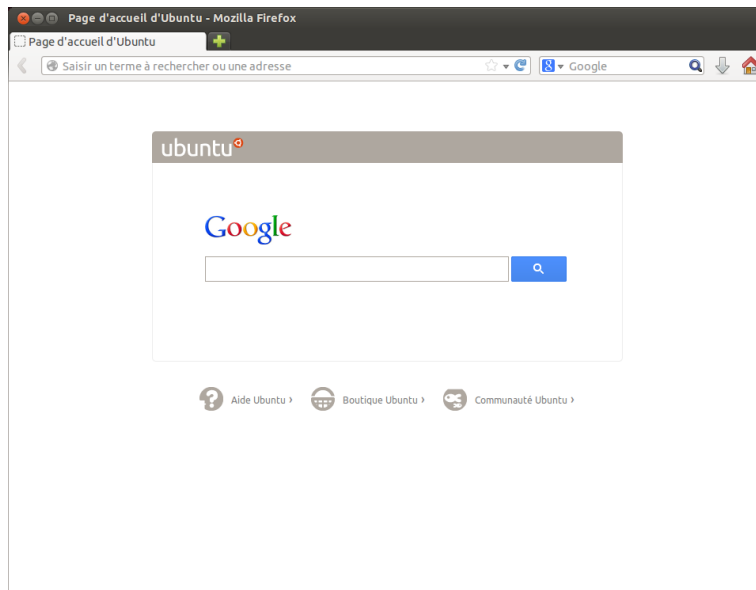 Page d'accueil d'Ubuntu - Mozilla Firefox
Page d'accueil d'Ubuntu
Saisir un terme à rechercher ou une adresse
Google
ubuntu
Google
Aide Ubuntu › Boutique Ubuntu › Communauté Ubuntu ›